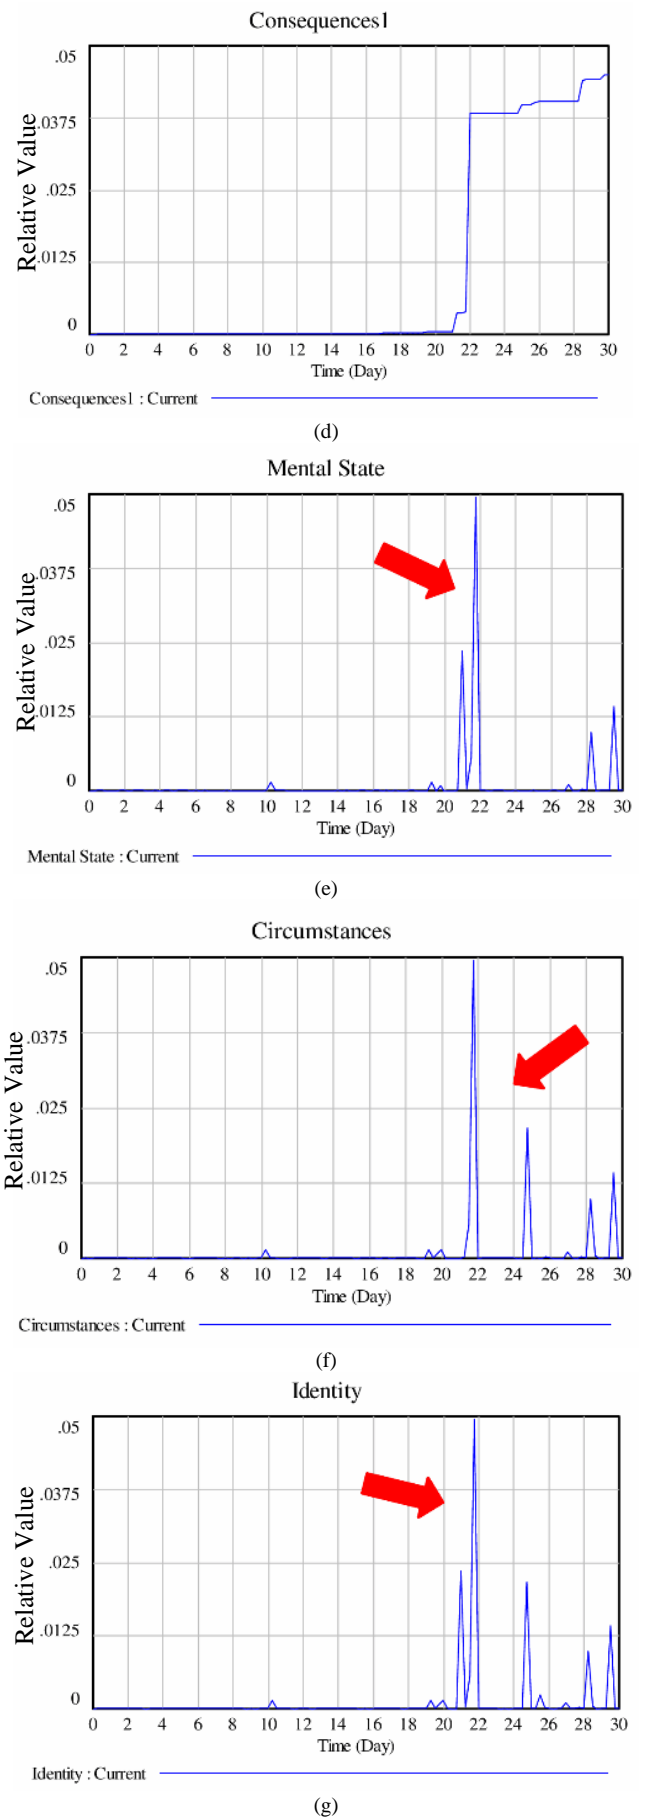 Consequences1
.05
.0375
.025
.0125
0
Relative Value
0 2 4 6 8 10 12 14 16 18 20 22 24 26 28 30
Time (Day)
Consequences1 : Current
(d)
Mental State
.05
.0375
.025
.0125
0
Relative Value
0 2 4 6 8 10 12 14 16 18 20 22 24 26 28 30
Time (Day)
Mental State : Current
(e)
Circumstances
.05
.0375
.025
.0125
0
Relative Value
0 2 4 6 8 10 12 14 16 18 20 22 24 26 28 30
Time (Day)
Circumstances : Current
(f)
Identity
.05
.0375
.025
.0125
0
Relative Value
0 2 4 6 8 10 12 14 16 18 20 22 24 26 28 30
Time (Day)
Identity : Current
(g)